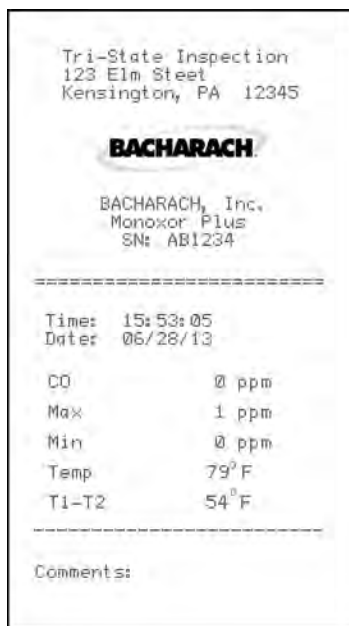 Tri-State Inspection
123 Elm Steet
Kensington, PA 12345
BACHARACH
BACHARACH, Inc.
Monoxor Plus
SN: AB1234
=========================
Time: 15:53:05
Date: 06/28/13
CO 0 ppm
Max 1 ppm
Min 0 ppm
Temp 79°F
T1-T2 54°F
-------------------------
Comments: